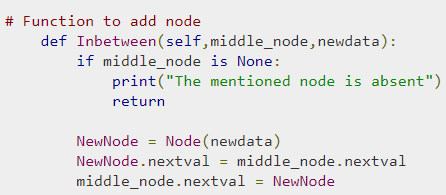 # Function to add node
def Inbetween(self,middle_node,newdata):
if middle_node is None:
print("The mentioned node is absent")
return
NewNode = Node(newdata)
NewNode.nextval = middle_node.nextval
middle_node.nextval = NewNode